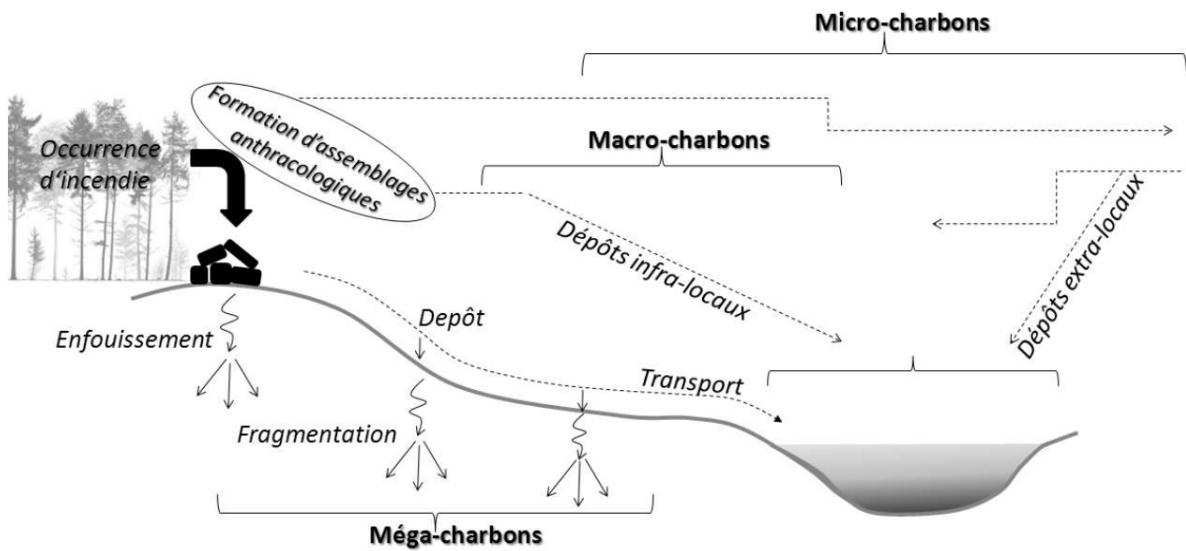 Micro-charbons
Formation d'assemblages
anthracologiques
Macro-charbons
Occurrence
d'incendie
Dépôts infra-locaux
Dépôts extra-locaux
Enfouissement
Depôt
Transport
Fragmentation
Méga-charbons